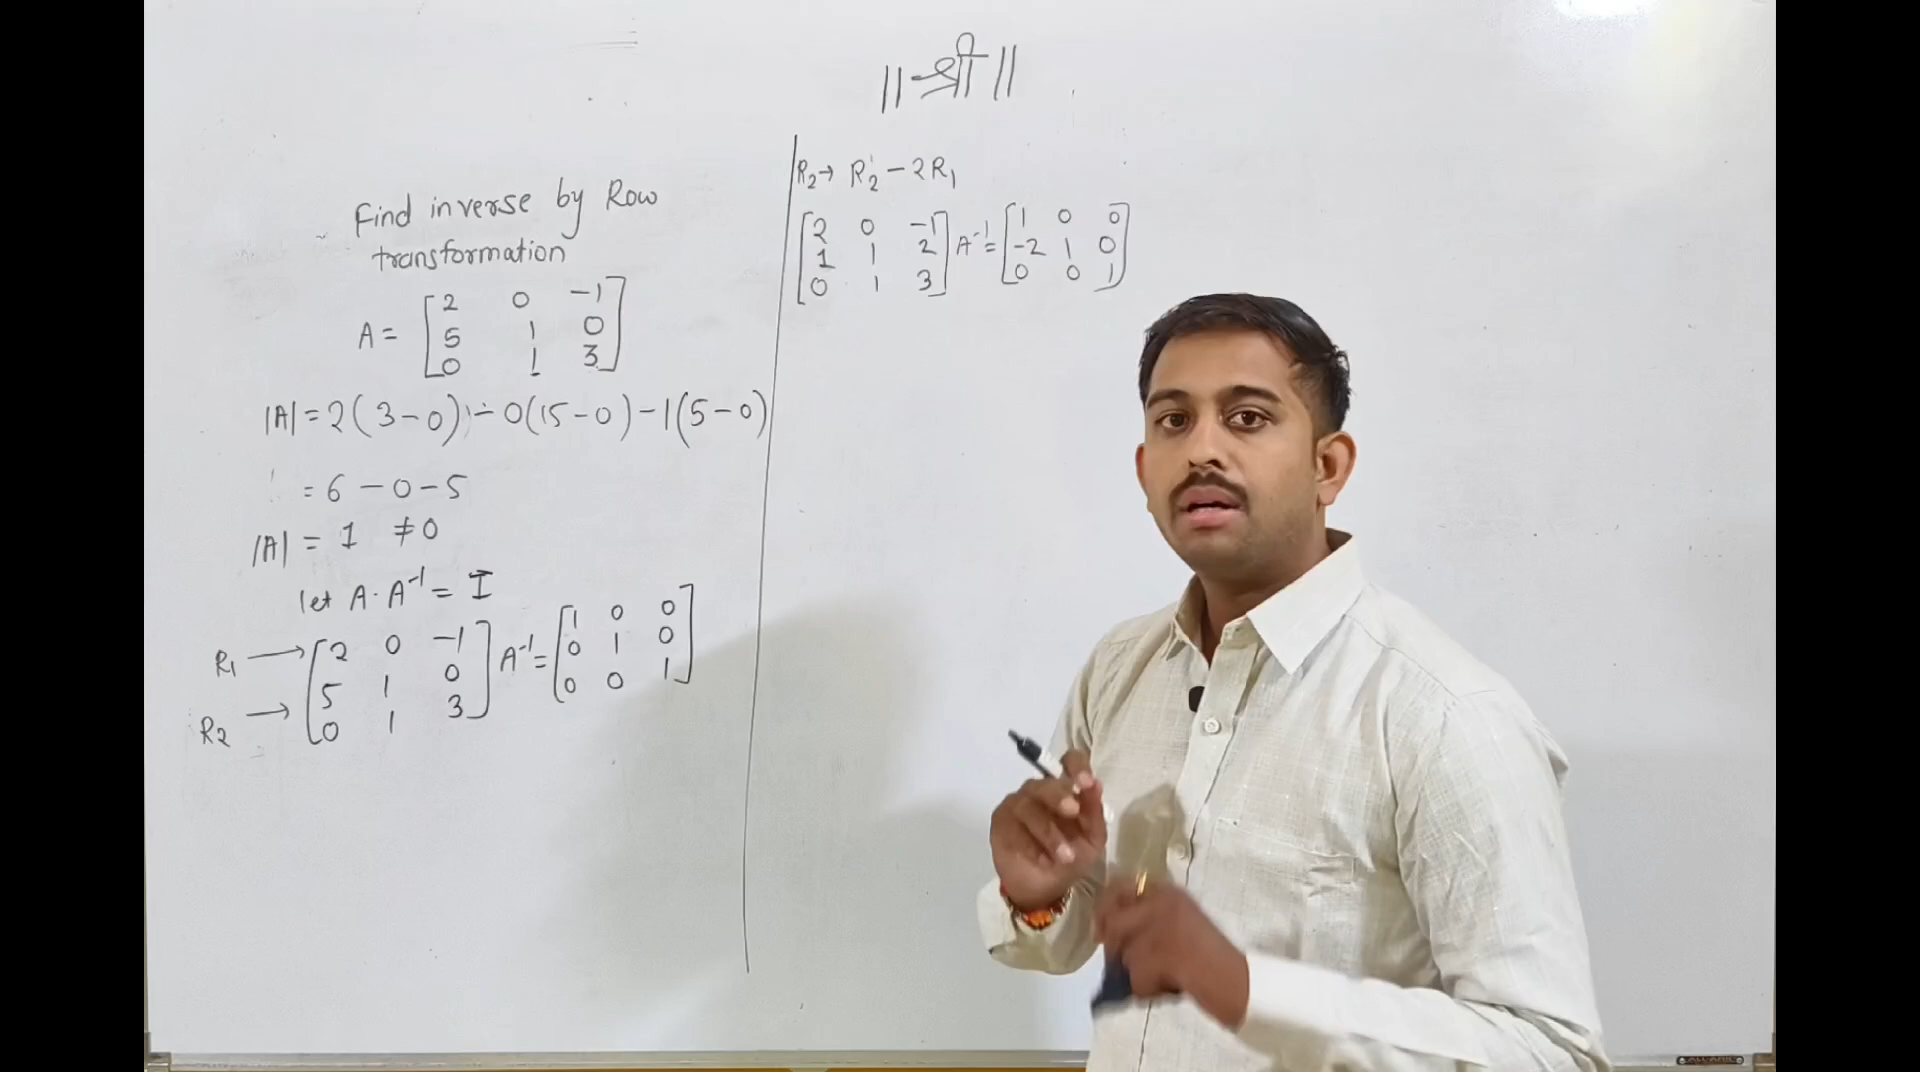 ॥ श्री ॥
Find inverse by Row
transformation
A = [2 0 -1
5 1 0
0 1 3]
|A| = 2(3-0) - 0(15-0) - 1(5-0)
= 6 - 0 - 5
|A| = 1 ≠ 0
let A · A⁻¹ = I
R₁ → [2 0 -1 A⁻¹ = [1 0 0
R₂ → 5 1 0 0 1 0
0 1 3] 0 0 1]
R₂ → R₂ - 2R₁
[2 0 -1 A⁻¹ = [1 0 0
1 1 2 -2 1 0
0 1 3] 0 0 1]